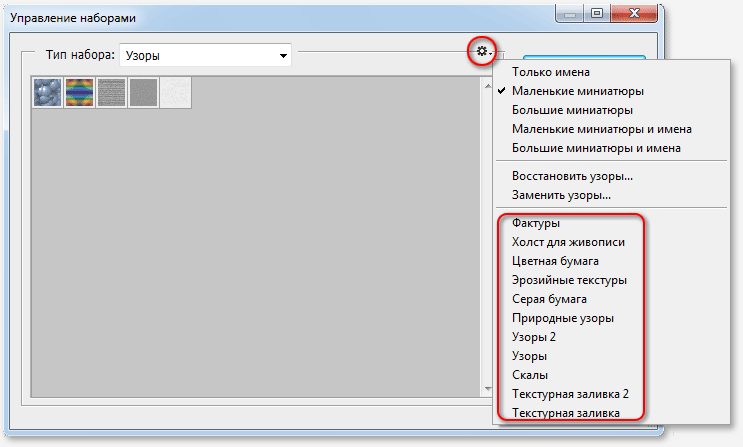 Управление наборами
Тип набора: Узоры
Только имена
Маленькие миниатюры
Большие миниатюры
Маленькие миниатюры и имена
Большие миниатюры и имена
Восстановить узоры...
Заменить узоры...
Фактуры
Холст для живописи
Цветная бумага
Эрозийные текстуры
Серая бумага
Природные узоры
Узоры 2
Узоры
Скалы
Текстурная заливка 2
Текстурная заливка